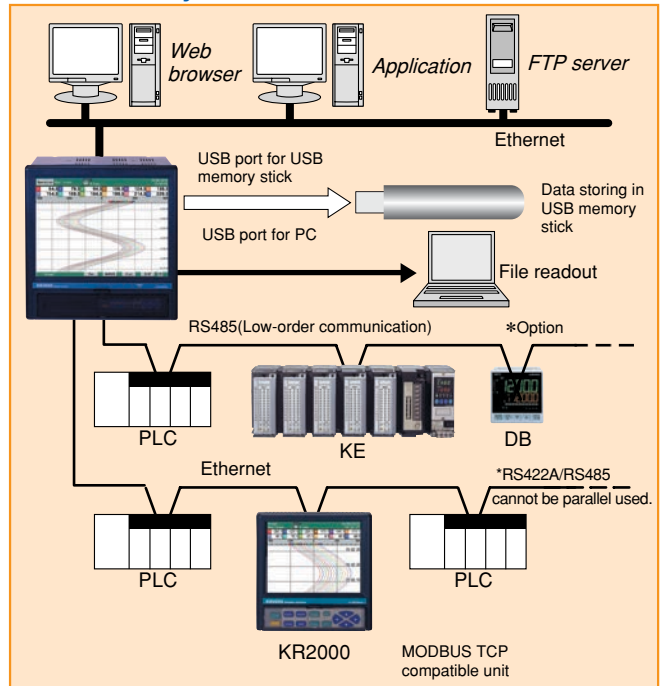 Web
browser
Application
FTP server
Ethernet
USB port for USB
memory stick
Data storing in
USB memory
stick
USB port for PC
File readout
RS485(Low-order communication)
*Option
PLC
KE
DB
Ethernet
*RS422A/RS485
cannot be parallel used.
PLC
KR2000
PLC
MODBUS TCP
compatible unit